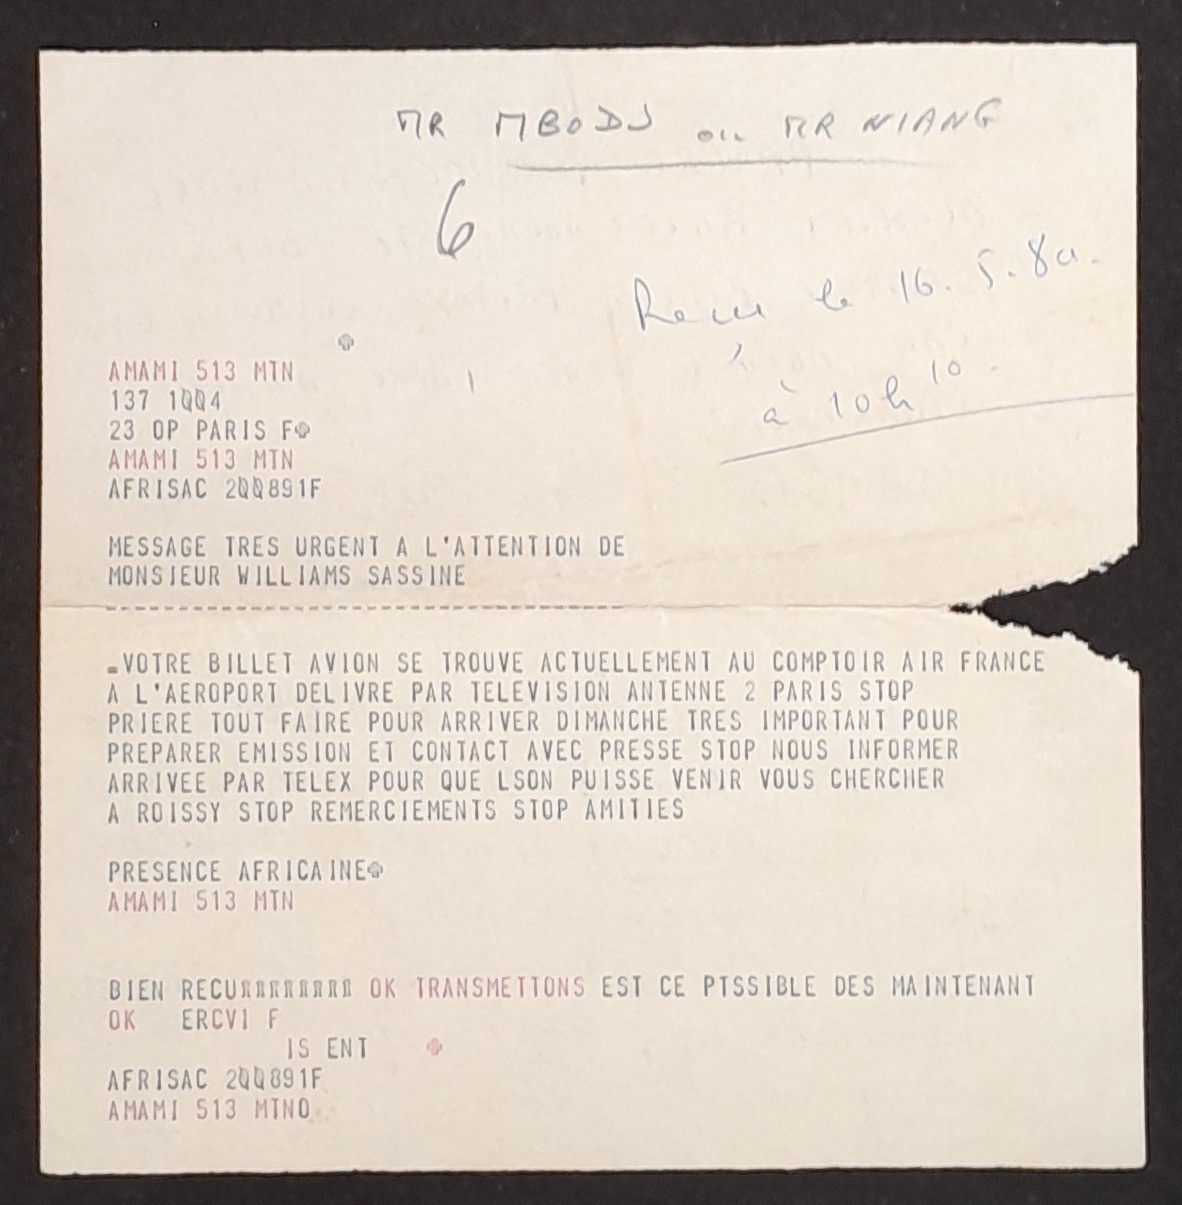 MR MBODJ ou MR NIANG
6
Recu le 16.5.80.
à 10h 10.
AMAMI 513 MTN
137 1004
23 OP PARIS F
AMAMI 513 MTN
AFRISAC 200891F
MESSAGE TRES URGENT A L'ATTENTION DE
MONSIEUR WILLIAMS SASSINE
------------------------------------
.VOTRE BILLET AVION SE TROUVE ACTUELLEMENT AU COMPTOIR AIR FRANCE
A L'AEROPORT DELIVRE PAR TELEVISION ANTENNE 2 PARIS STOP
PRIERE TOUT FAIRE POUR ARRIVER DIMANCHE TRES IMPORTANT POUR
PREPARER EMISSION ET CONTACT AVEC PRESSE STOP NOUS INFORMER
ARRIVEE PAR TELEX POUR QUE LSON PUISSE VENIR VOUS CHERCHER
A ROISSY STOP REMERCIEMENTS STOP AMITIES
PRESENCE AFRICAINE
AMAMI 513 MTN
BIEN RECU OK TRANSMETTONS EST CE PTSSIBLE DES MAINTENANT
OK ERCVI F
IS ENT
AFRISAC 200891F
AMAMI 513 MTNO